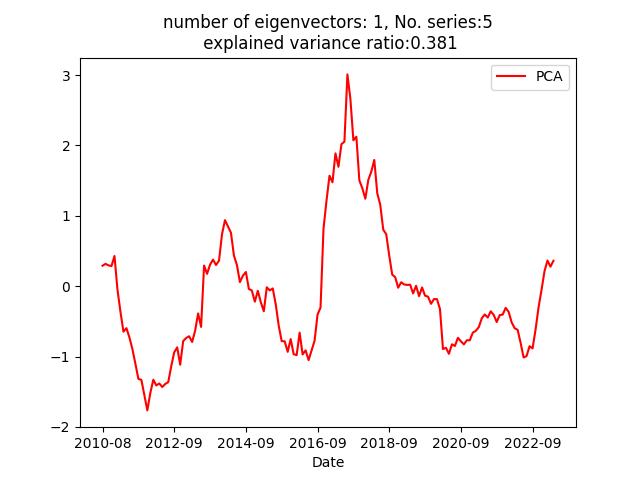 number of eigenvectors: 1, No. series:5
explained variance ratio:0.381
PCA
3
2
1
0
−1
−2
2010-08 2012-09 2014-09 2016-09 2018-09 2020-09 2022-09
Date